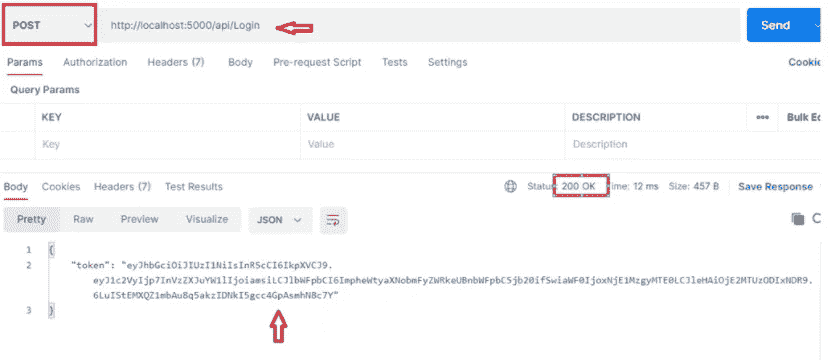 POST http://localhost:5000/api/Login Send
Params Authorization Headers (7) Body Pre-request Script Tests Settings Cookie
Query Params
KEY VALUE DESCRIPTION ••• Bulk Ed
Key Value Description
Body Cookies Headers (7) Test Results Status: 200 OK Time: 12 ms Size: 457 B Save Response
Pretty Raw Preview Visualize JSON
1 {
2 "token": "eyJhbGciOiJIUzI1NiIsInR5cCI6IkpXVCJ9.
eyJ1c2VyIjp7InVzZXJuYW1lIjoiamsiLCJlbWFpbCI6ImpheWtyaXNobmFyZWRkeUBnbWFpbC5jb20ifSwiaWF0IjoxNjE1MzgyMTE0LCJleHAiOjE2MTUzODIxNDR9.
6LuIStEMXQZ1mbAu8q5akzIDNkI5gcc4GpAsmhN8c7Y"
3 }